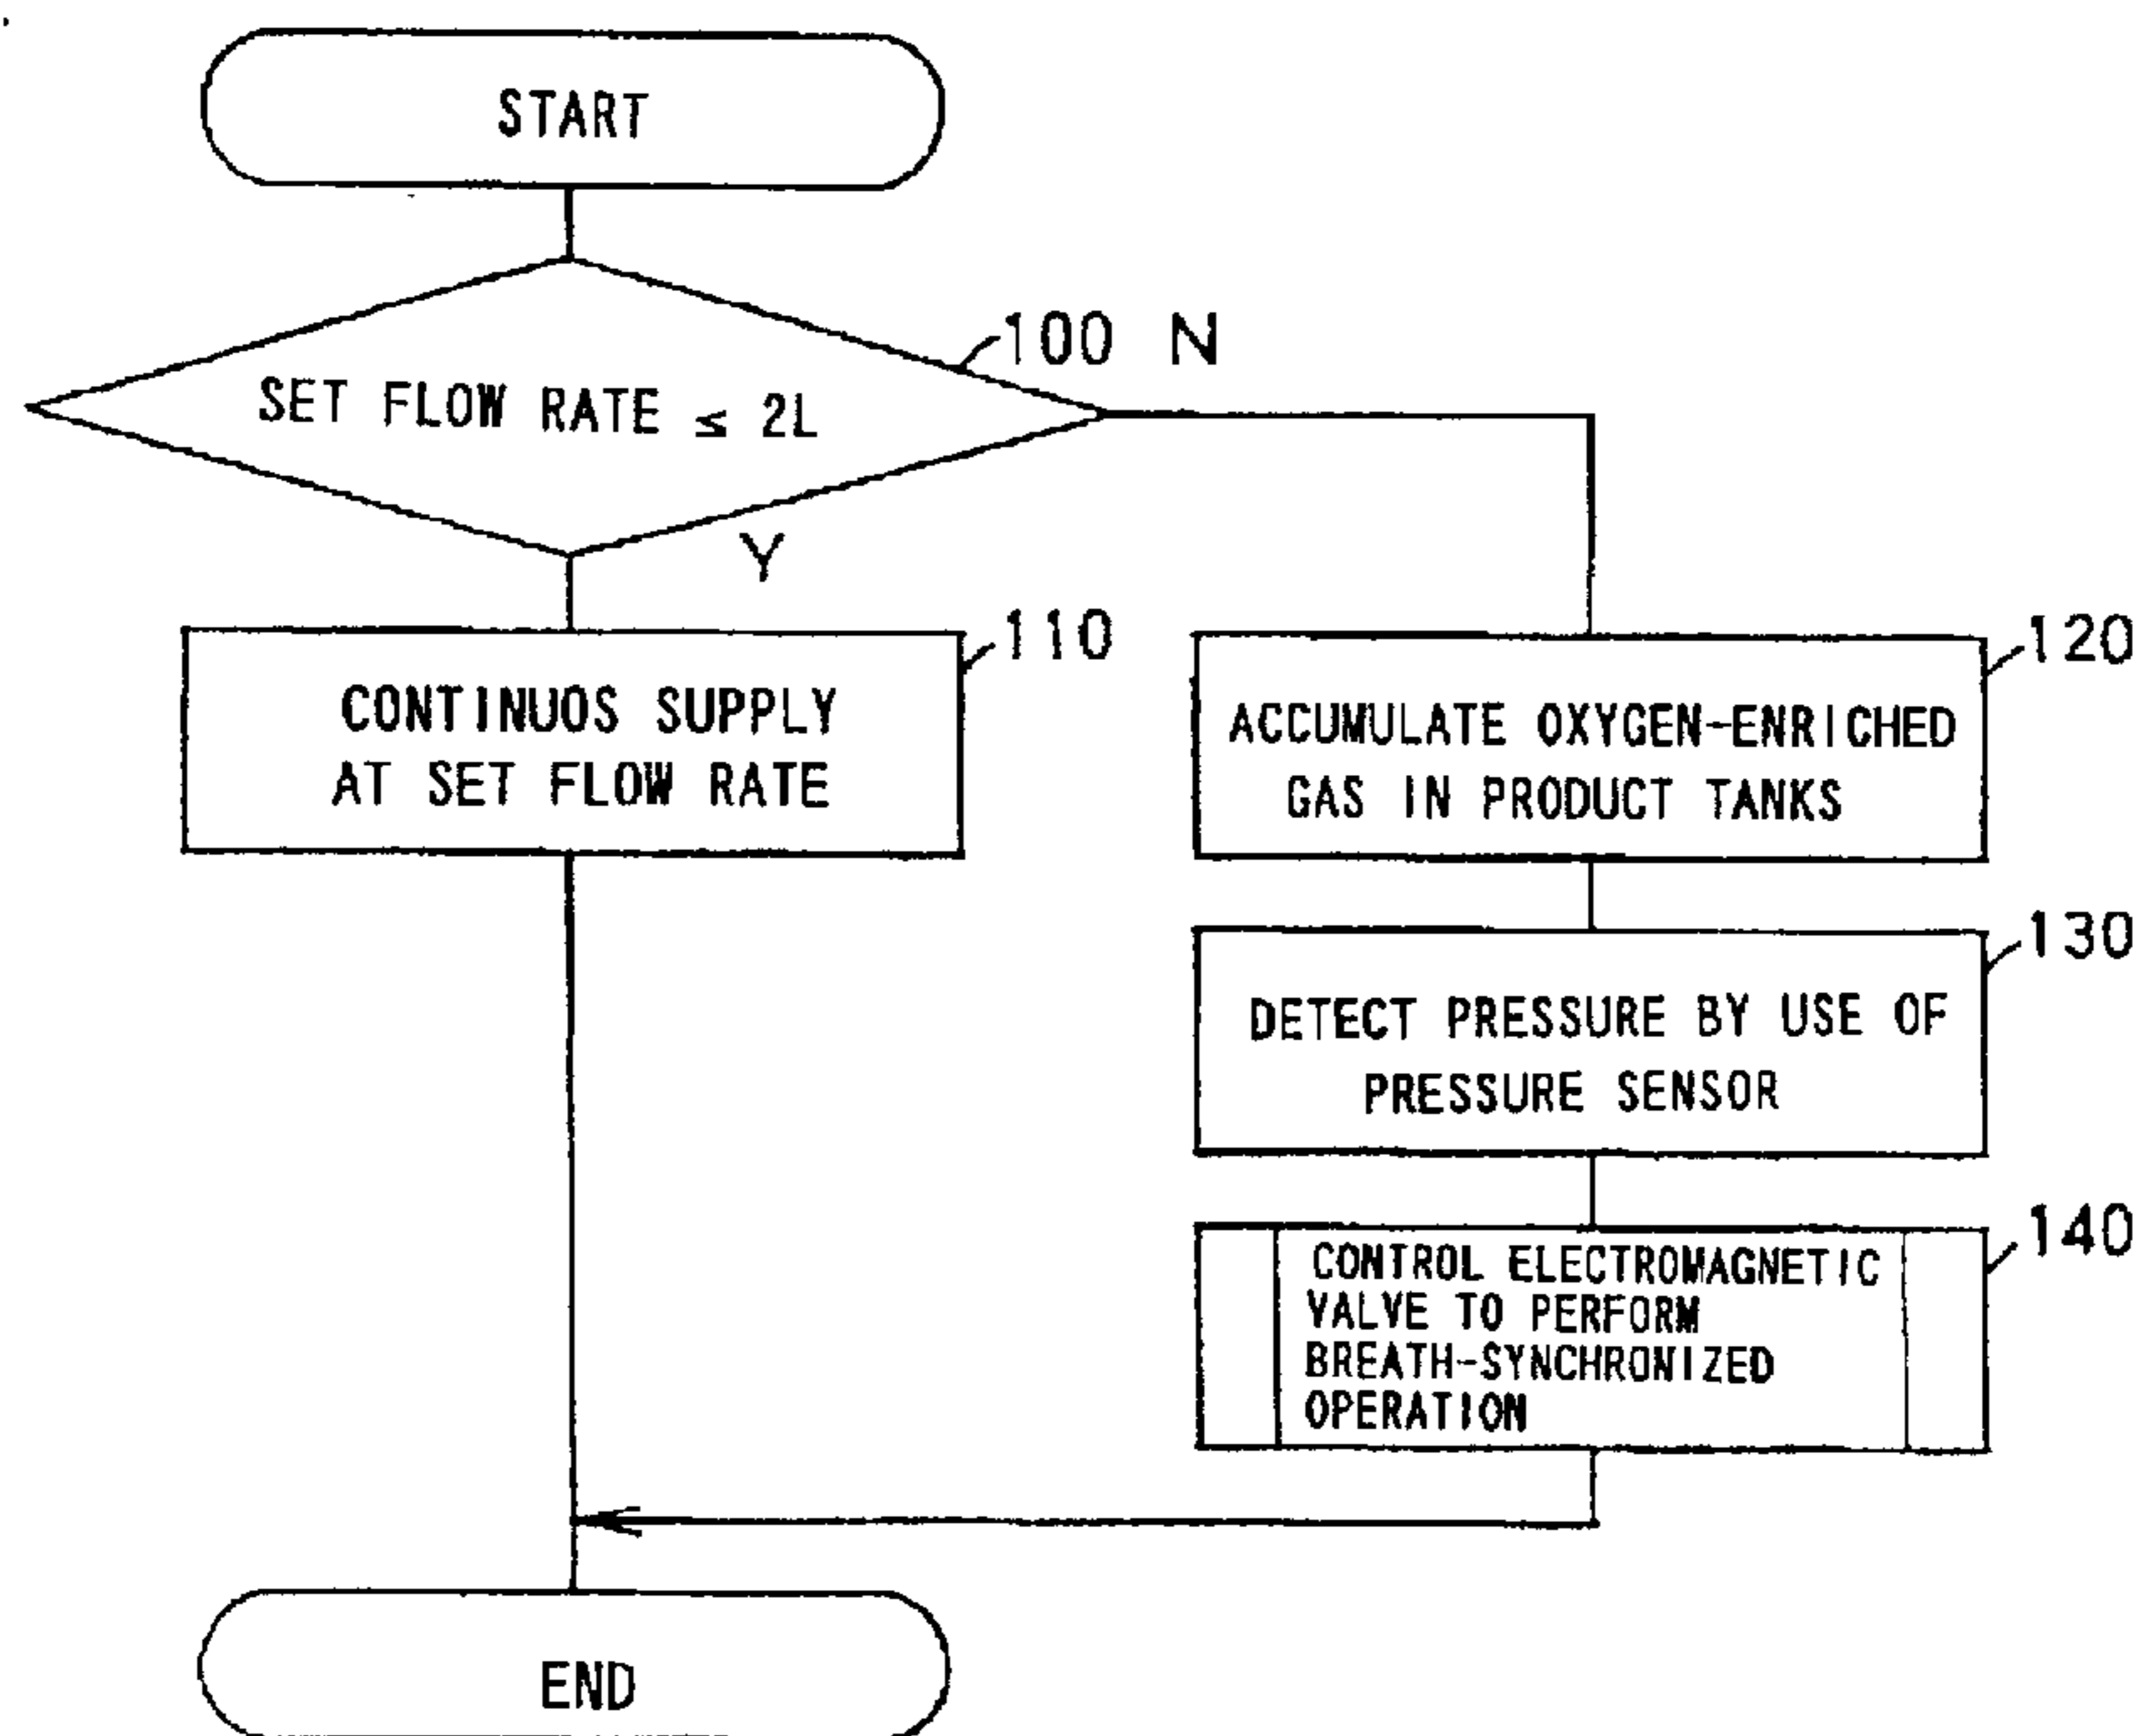 START
100 N
SET FLOW RATE ≤ 2L
Y
110
CONTINUOS SUPPLY
AT SET FLOW RATE
120
ACCUMULATE OXYGEN-ENRICHED
GAS IN PRODUCT TANKS
130
DETECT PRESSURE BY USE OF
PRESSURE SENSOR
140
CONTROL ELECTROMAGNETIC
VALVE TO PERFORM
BREATH-SYNCHRONIZED
OPERATION
END